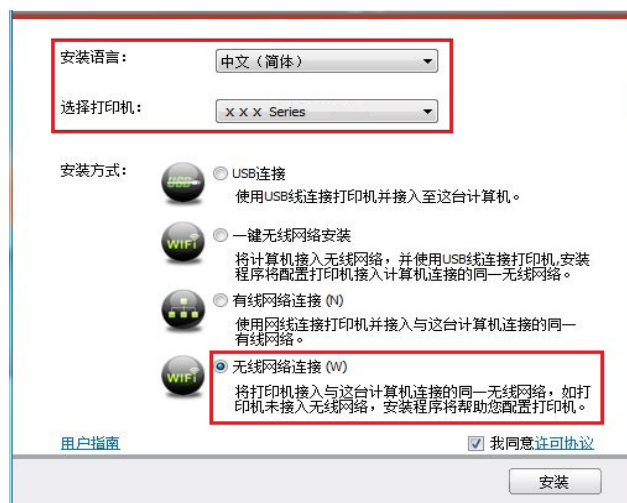 安装语言：
中文（简体）
选择打印机：
x x x Series
安装方式：
USB
USB连接
使用USB线连接打印机并接入至这台计算机。
WiFi
一键无线网络安装
将计算机接入无线网络，并使用USB线连接打印机,安装
程序将配置打印机接入计算机连接的同一无线网络。
有线网络连接 (N)
使用网线连接打印机并接入与这台计算机连接的同一
有线网络。
WiFi
无线网络连接 (W)
将打印机接入与这台计算机连接的同一无线网络，如打
印机未接入无线网络，安装程序将帮助您配置打印机。
用户指南
我同意许可协议
安装